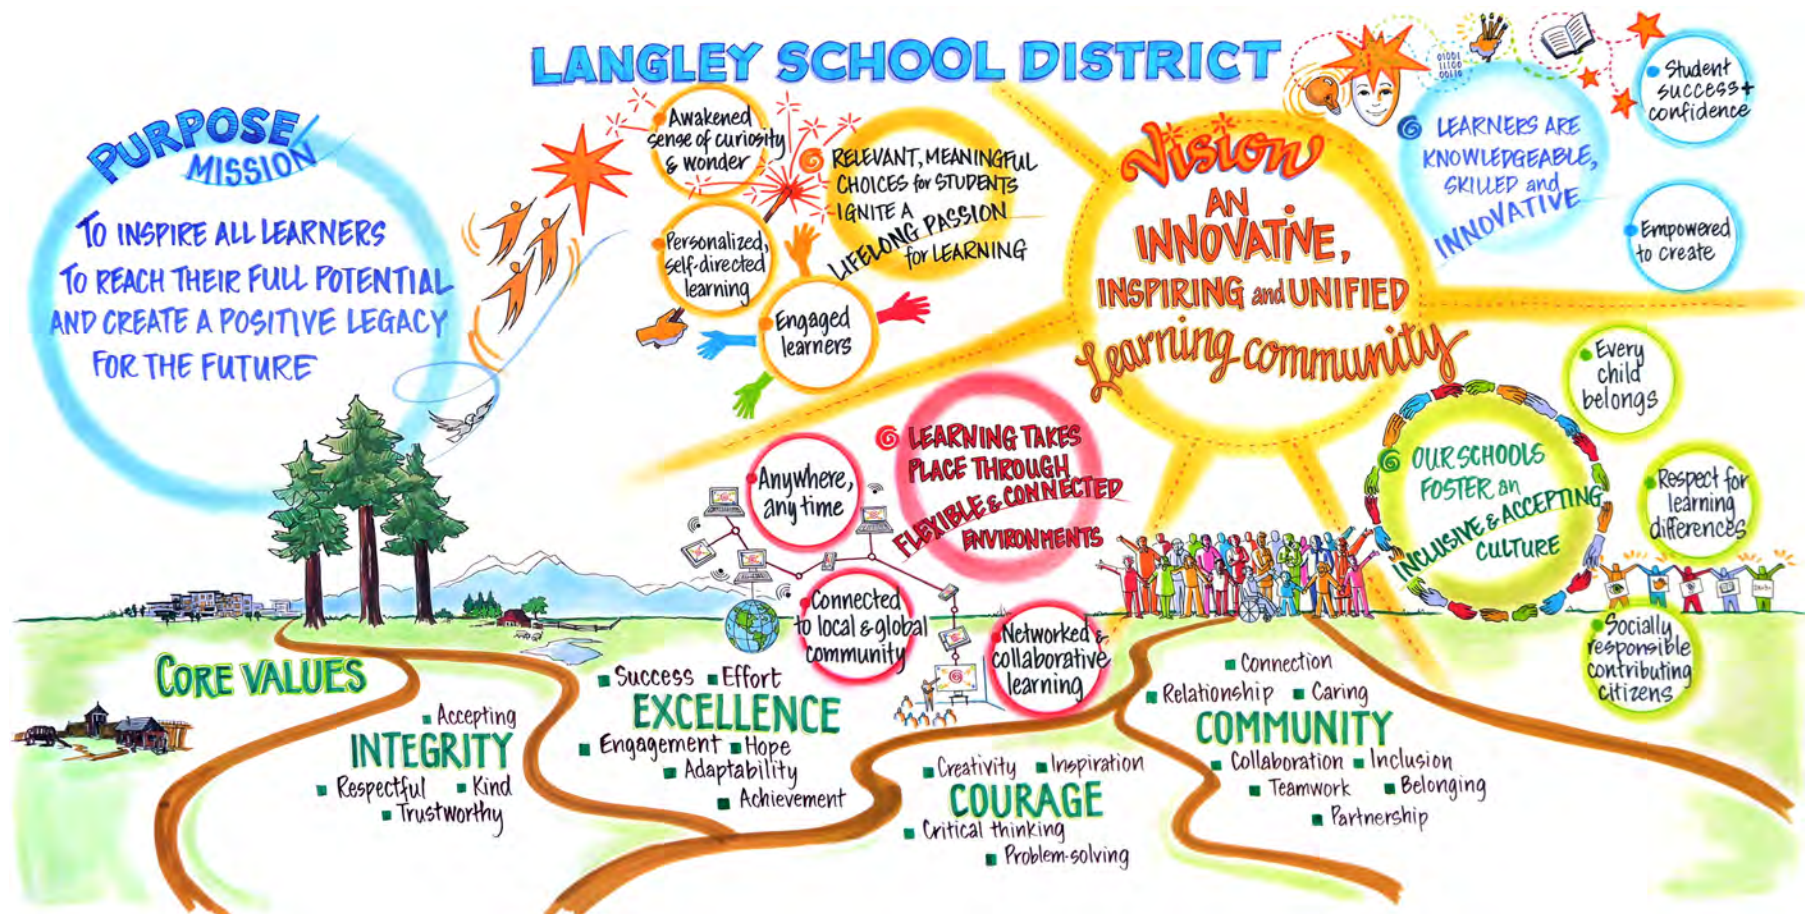 LANGLEY SCHOOL DISTRICT
PURPOSE/
MISSION
TO INSPIRE ALL LEARNERS
TO REACH THEIR FULL POTENTIAL
AND CREATE A POSITIVE LEGACY
FOR THE FUTURE
Awakened
sense of curiosity
& wonder
Personalized,
self-directed
learning
Engaged
learners
RELEVANT, MEANINGFUL
CHOICES for STUDENTS
IGNITE A
LIFELONG PASSION
for LEARNING
Vision
AN
INNOVATIVE,
INSPIRING and UNIFIED
Learning community
01001
11100
00110
LEARNERS ARE
KNOWLEDGEABLE,
SKILLED and
INNOVATIVE
Student
success +
confidence
Empowered
to create
LEARNING TAKES
PLACE THROUGH
FLEXIBLE & CONNECTED
ENVIRONMENTS
Anywhere,
any time
Connected
to local & global
community
Networked &
collaborative
learning
OUR SCHOOLS
FOSTER an
INCLUSIVE & ACCEPTING
CULTURE
Every
child
belongs
Respect for
learning
differences
Socially
responsible
contributing
citizens
CORE VALUES
Accepting
INTEGRITY
Respectful
Kind
Trustworthy
Success
Effort
EXCELLENCE
Engagement
Hope
Adaptability
Achievement
Creativity
Inspiration
COURAGE
Critical thinking
Problem-solving
Connection
Relationship
Caring
COMMUNITY
Collaboration
Inclusion
Teamwork
Belonging
Partnership